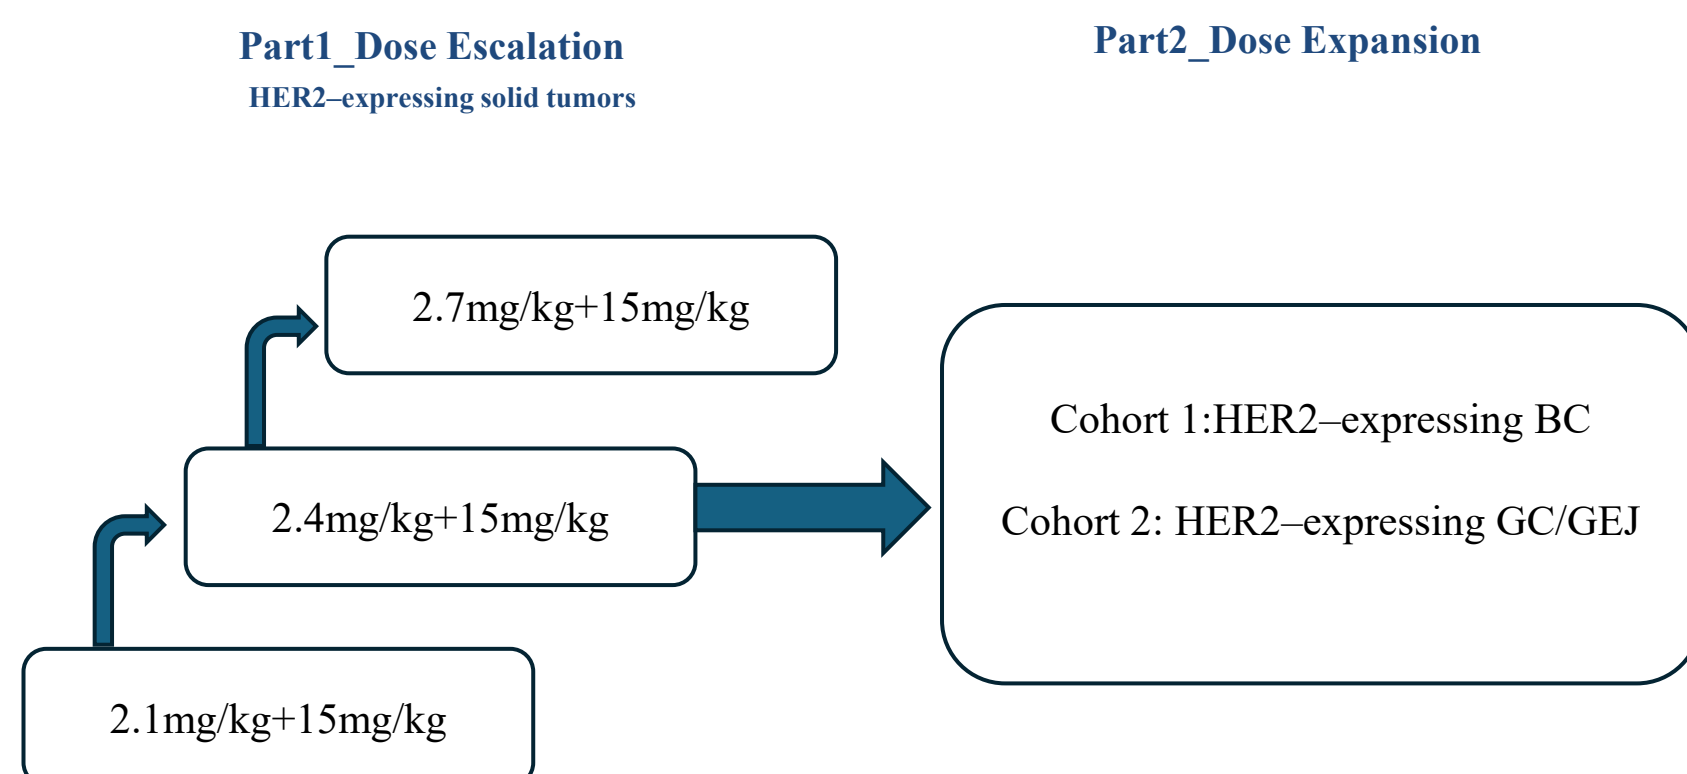 Part1_Dose Escalation
HER2–expressing solid tumors
Part2_Dose Expansion
2.7mg/kg+15mg/kg
2.4mg/kg+15mg/kg
2.1mg/kg+15mg/kg
Cohort 1:HER2–expressing BC
Cohort 2: HER2–expressing GC/GEJ